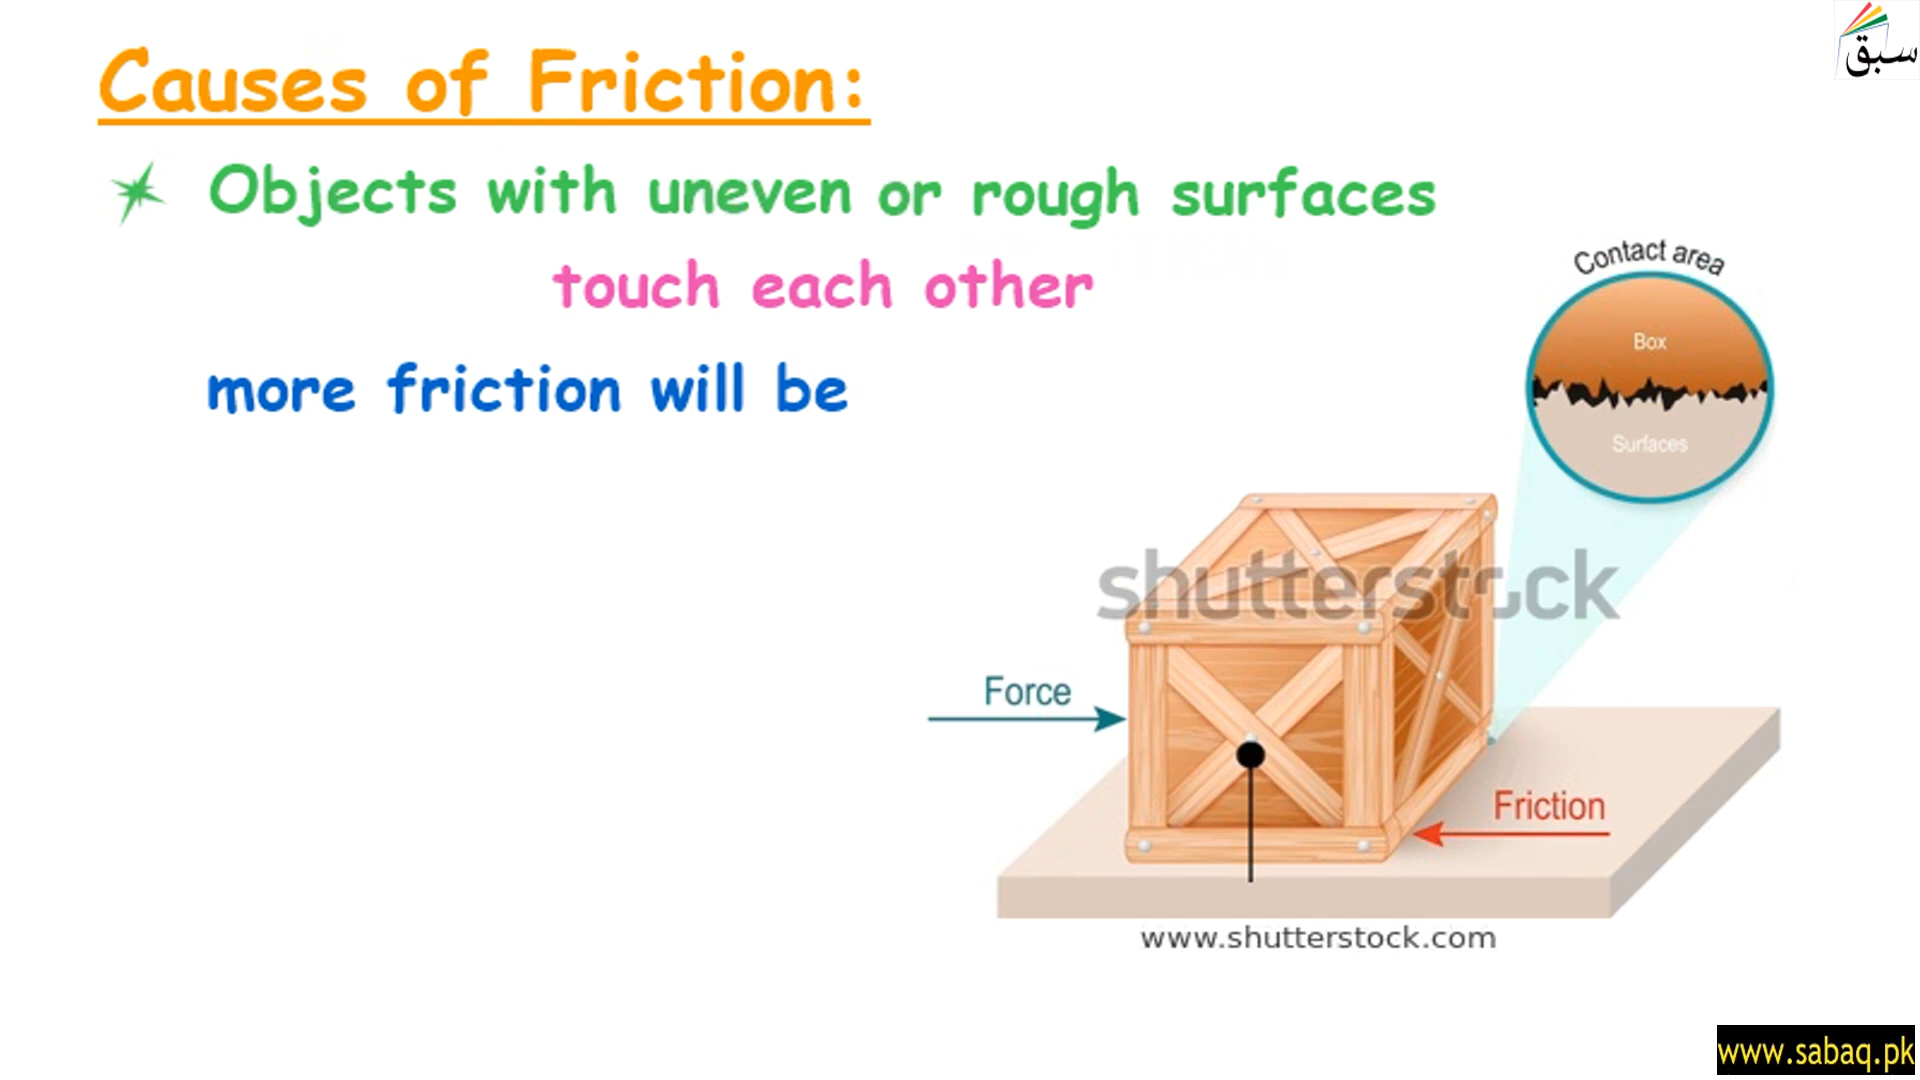 Causes of Friction:
سبق
Objects with uneven or rough surfaces
touch each other
more friction will be
Contact area
Box
Surfaces
shutterstock
Force
Friction
www.shutterstock.com
www.sabaq.pk